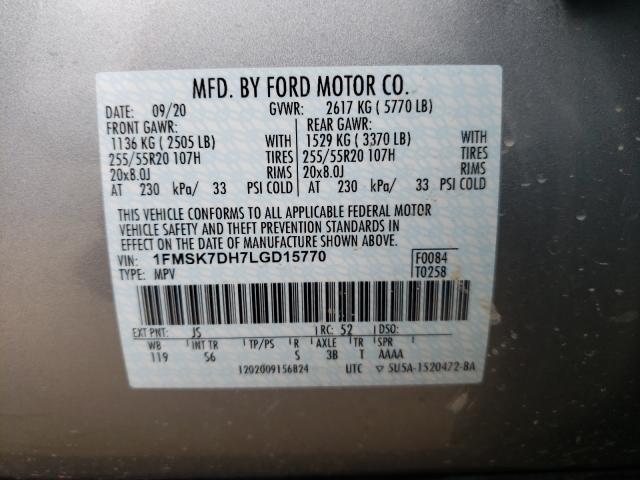 MFD. BY FORD MOTOR CO.
DATE: 09/20 GVWR: 2617 KG ( 5770 LB)
FRONT GAWR: REAR GAWR:
1136 KG ( 2505 LB) WITH 1529 KG ( 3370 LB) WITH
255/55R20 107H TIRES 255/55R20 107H TIRES
20x8.0J RIMS 20x8.0J RIMS
AT 230 kPa/ 33 PSI COLD AT 230 kPa/ 33 PSI COLD
THIS VEHICLE CONFORMS TO ALL APPLICABLE FEDERAL MOTOR
VEHICLE SAFETY AND THEFT PREVENTION STANDARDS IN
EFFECT ON THE DATE OF MANUFACTURE SHOWN ABOVE.
VIN: 1FMSK7DH7LGD15770 F0084
TYPE: MPV T0258
EXT PNT: JS RC: 52 DSO:
WB INT TR TP/PS R AXLE TR SPR
119 56 S 3B T AAAA
1202009156824 UTC ▽ SU5A-1520472-BA